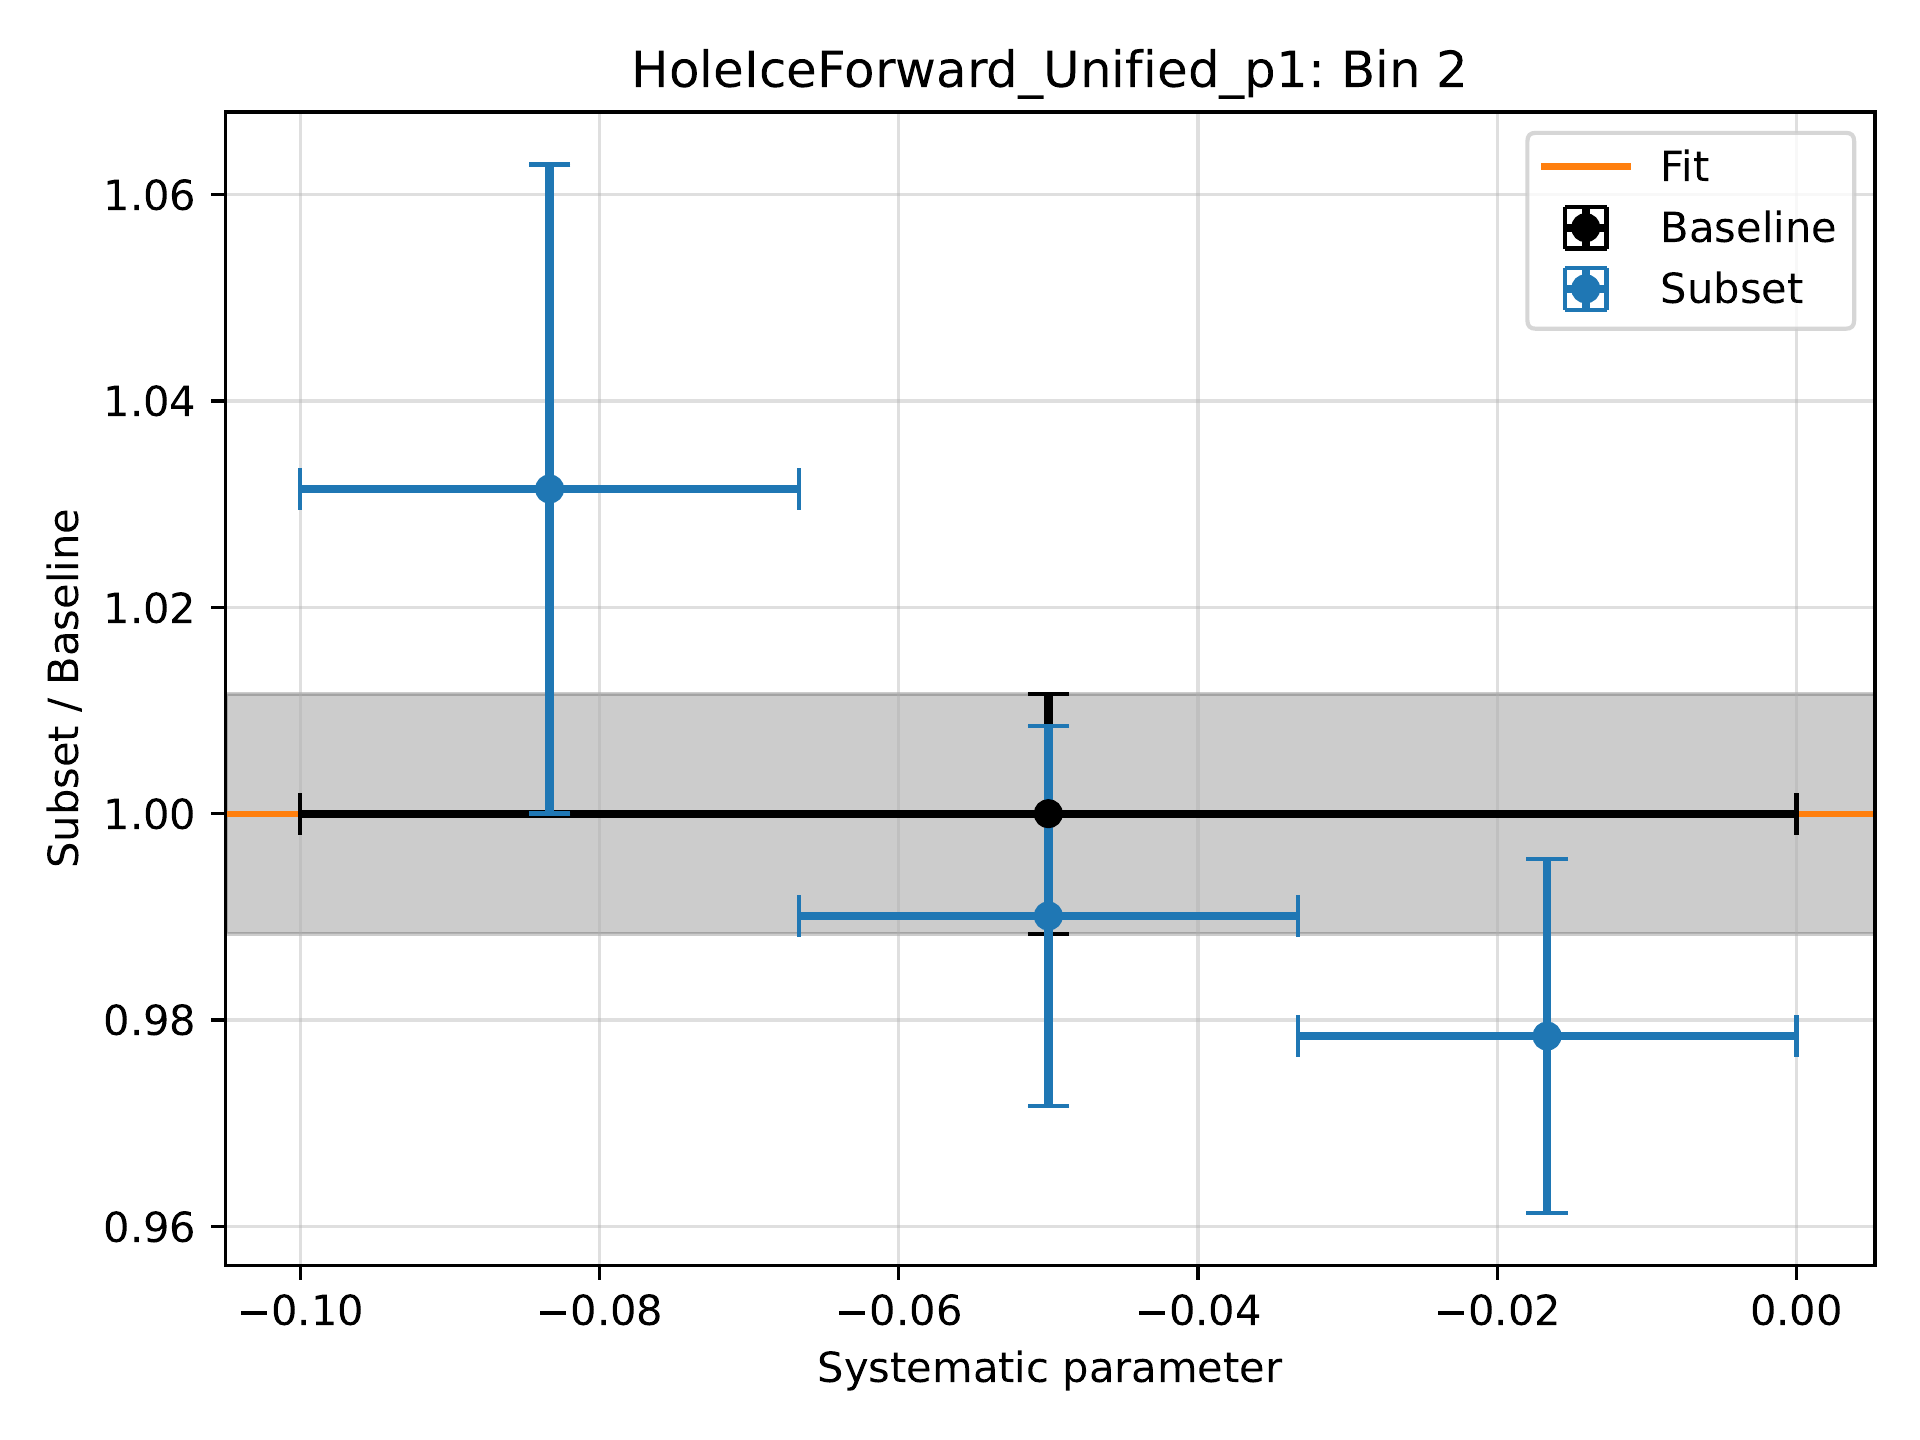 HoleIceForward_Unified_p1: Bin 2
Fit
Baseline
Subset
Subset / Baseline
1.06
1.04
1.02
1.00
0.98
0.96
−0.10
−0.08
−0.06
−0.04
−0.02
0.00
Systematic parameter